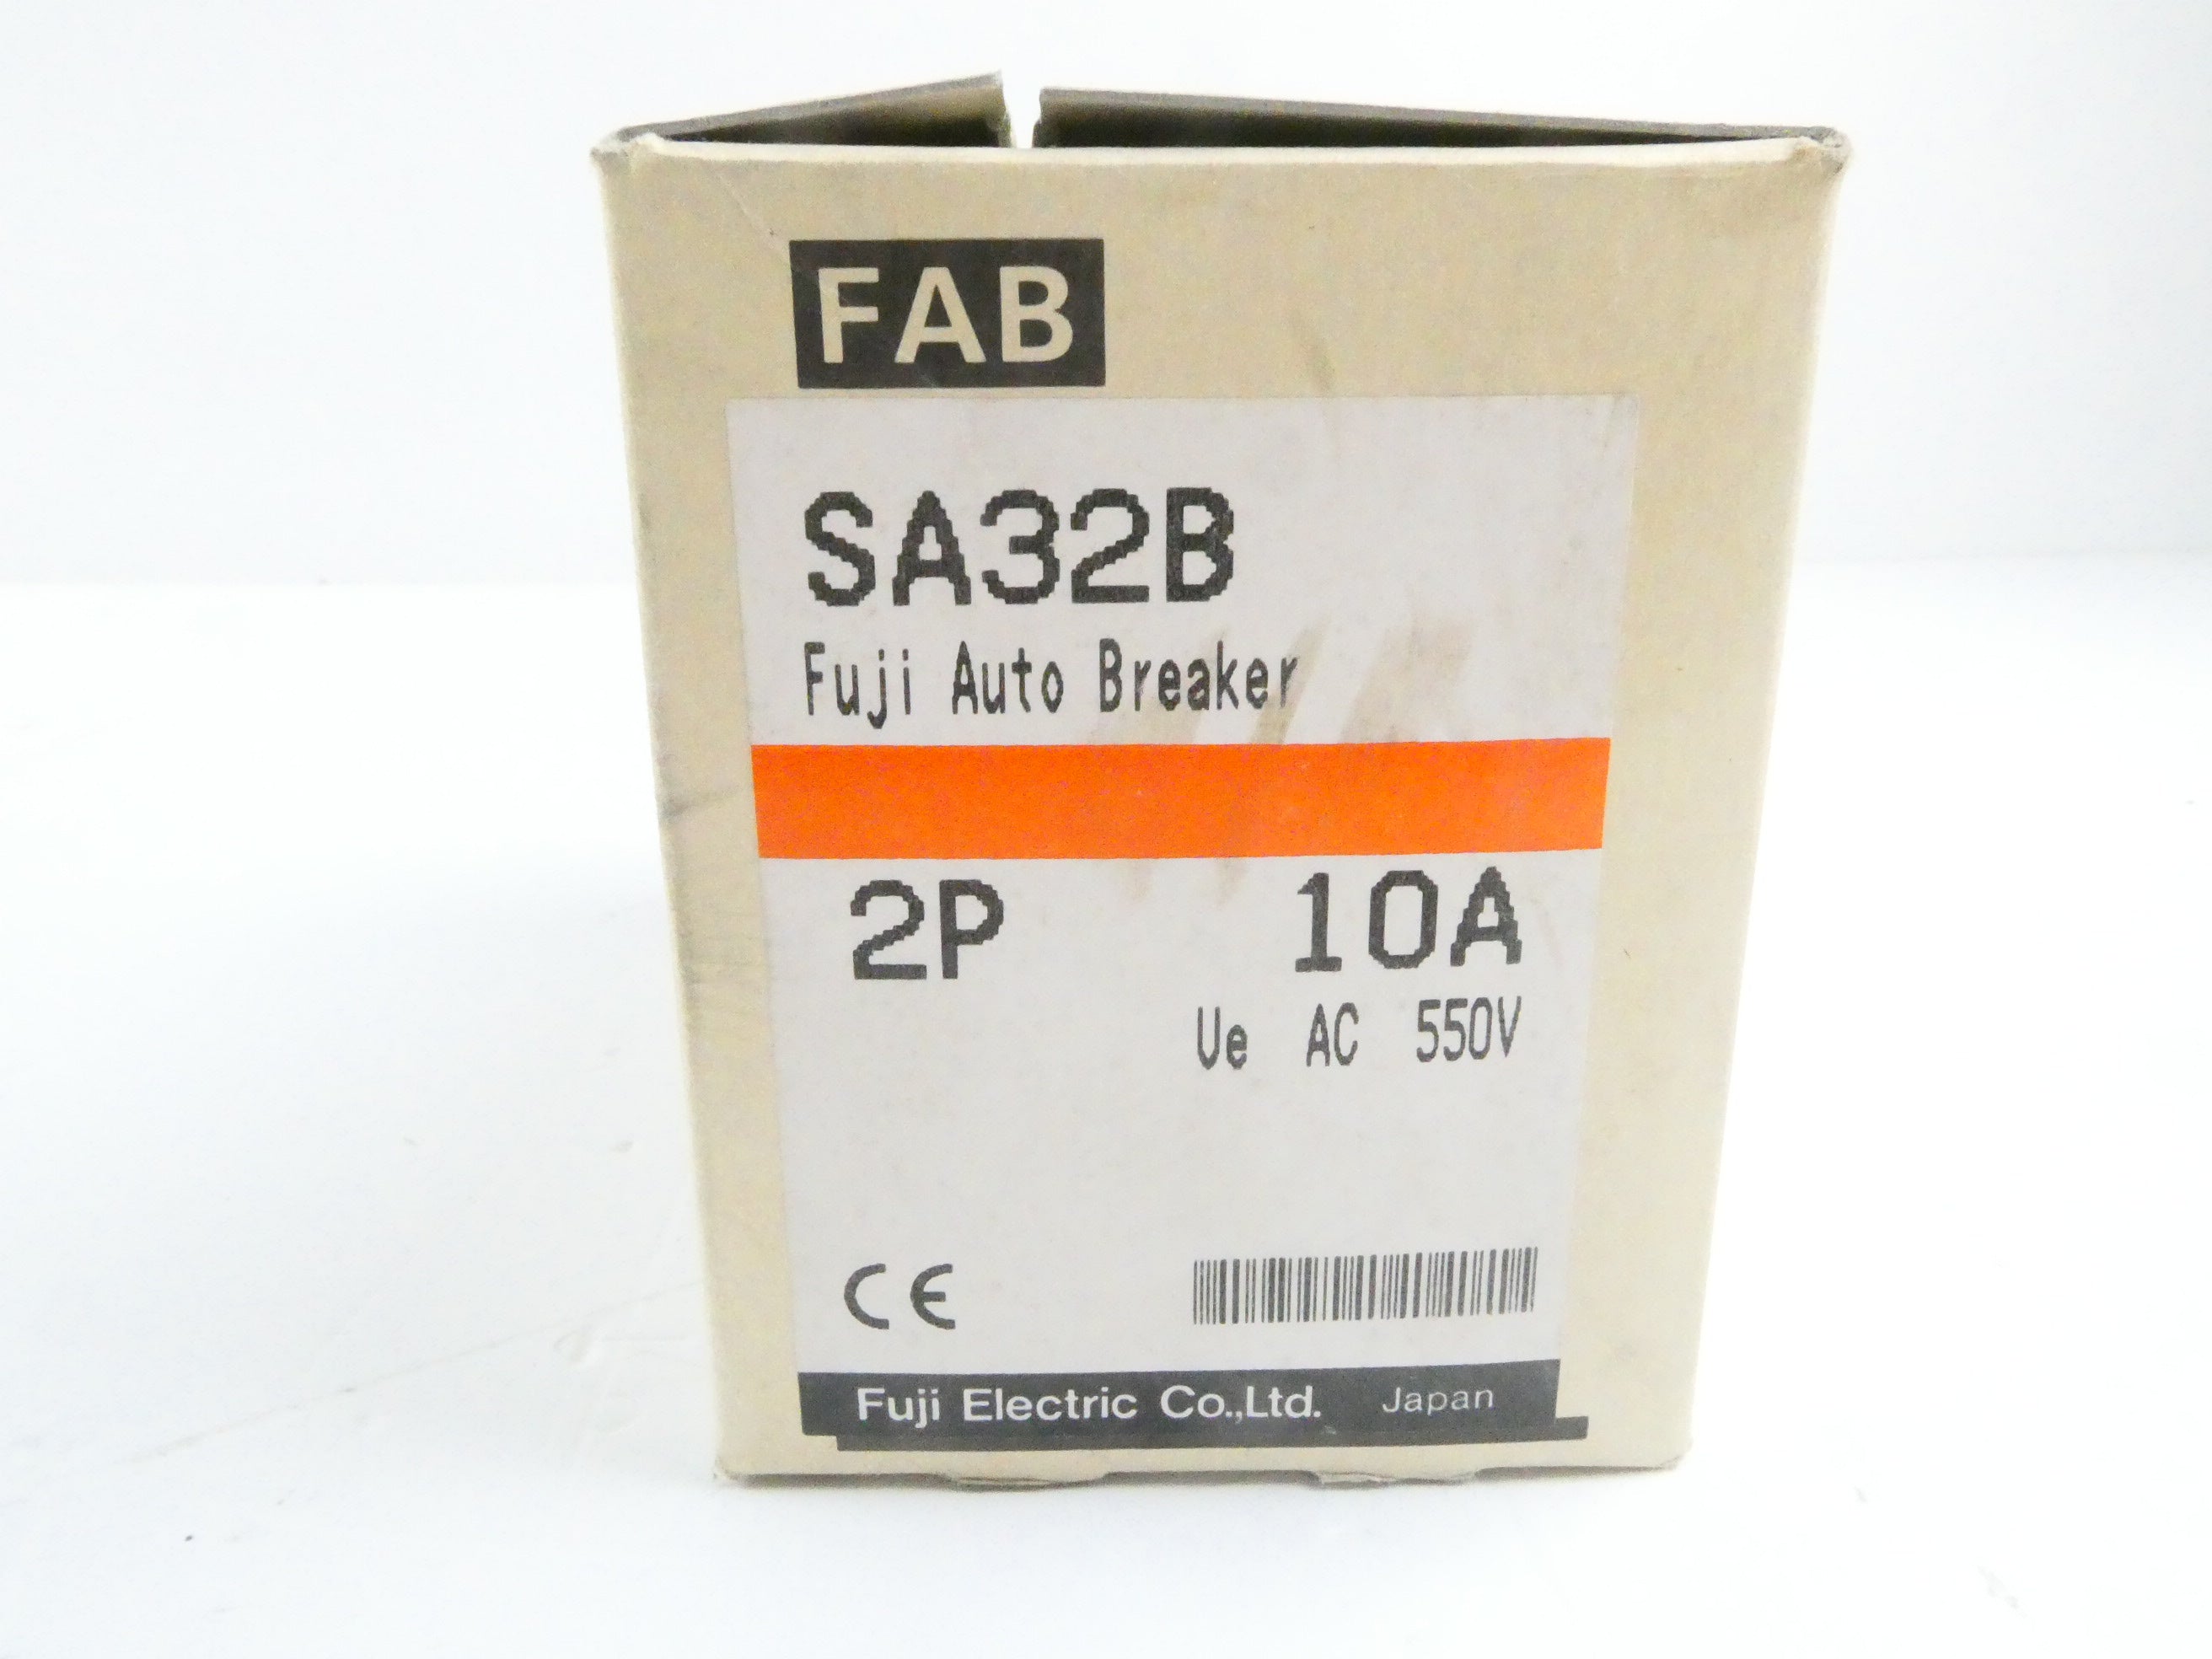 FAB
SA32B
Fuji Auto Breaker
2P 10A
Ue AC 550V
CE
Fuji Electric Co.,Ltd. Japan